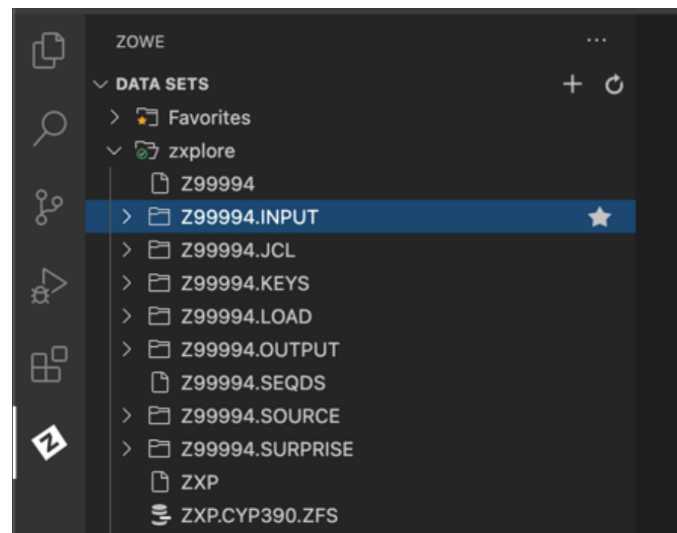 ZOWE
DATA SETS
Favorites
zxplore
Z99994
Z99994.INPUT
Z99994.JCL
Z99994.KEYS
Z99994.LOAD
Z99994.OUTPUT
Z99994.SEQDS
Z99994.SOURCE
Z99994.SURPRISE
ZXP
ZXP.CYP390.ZFS
Z